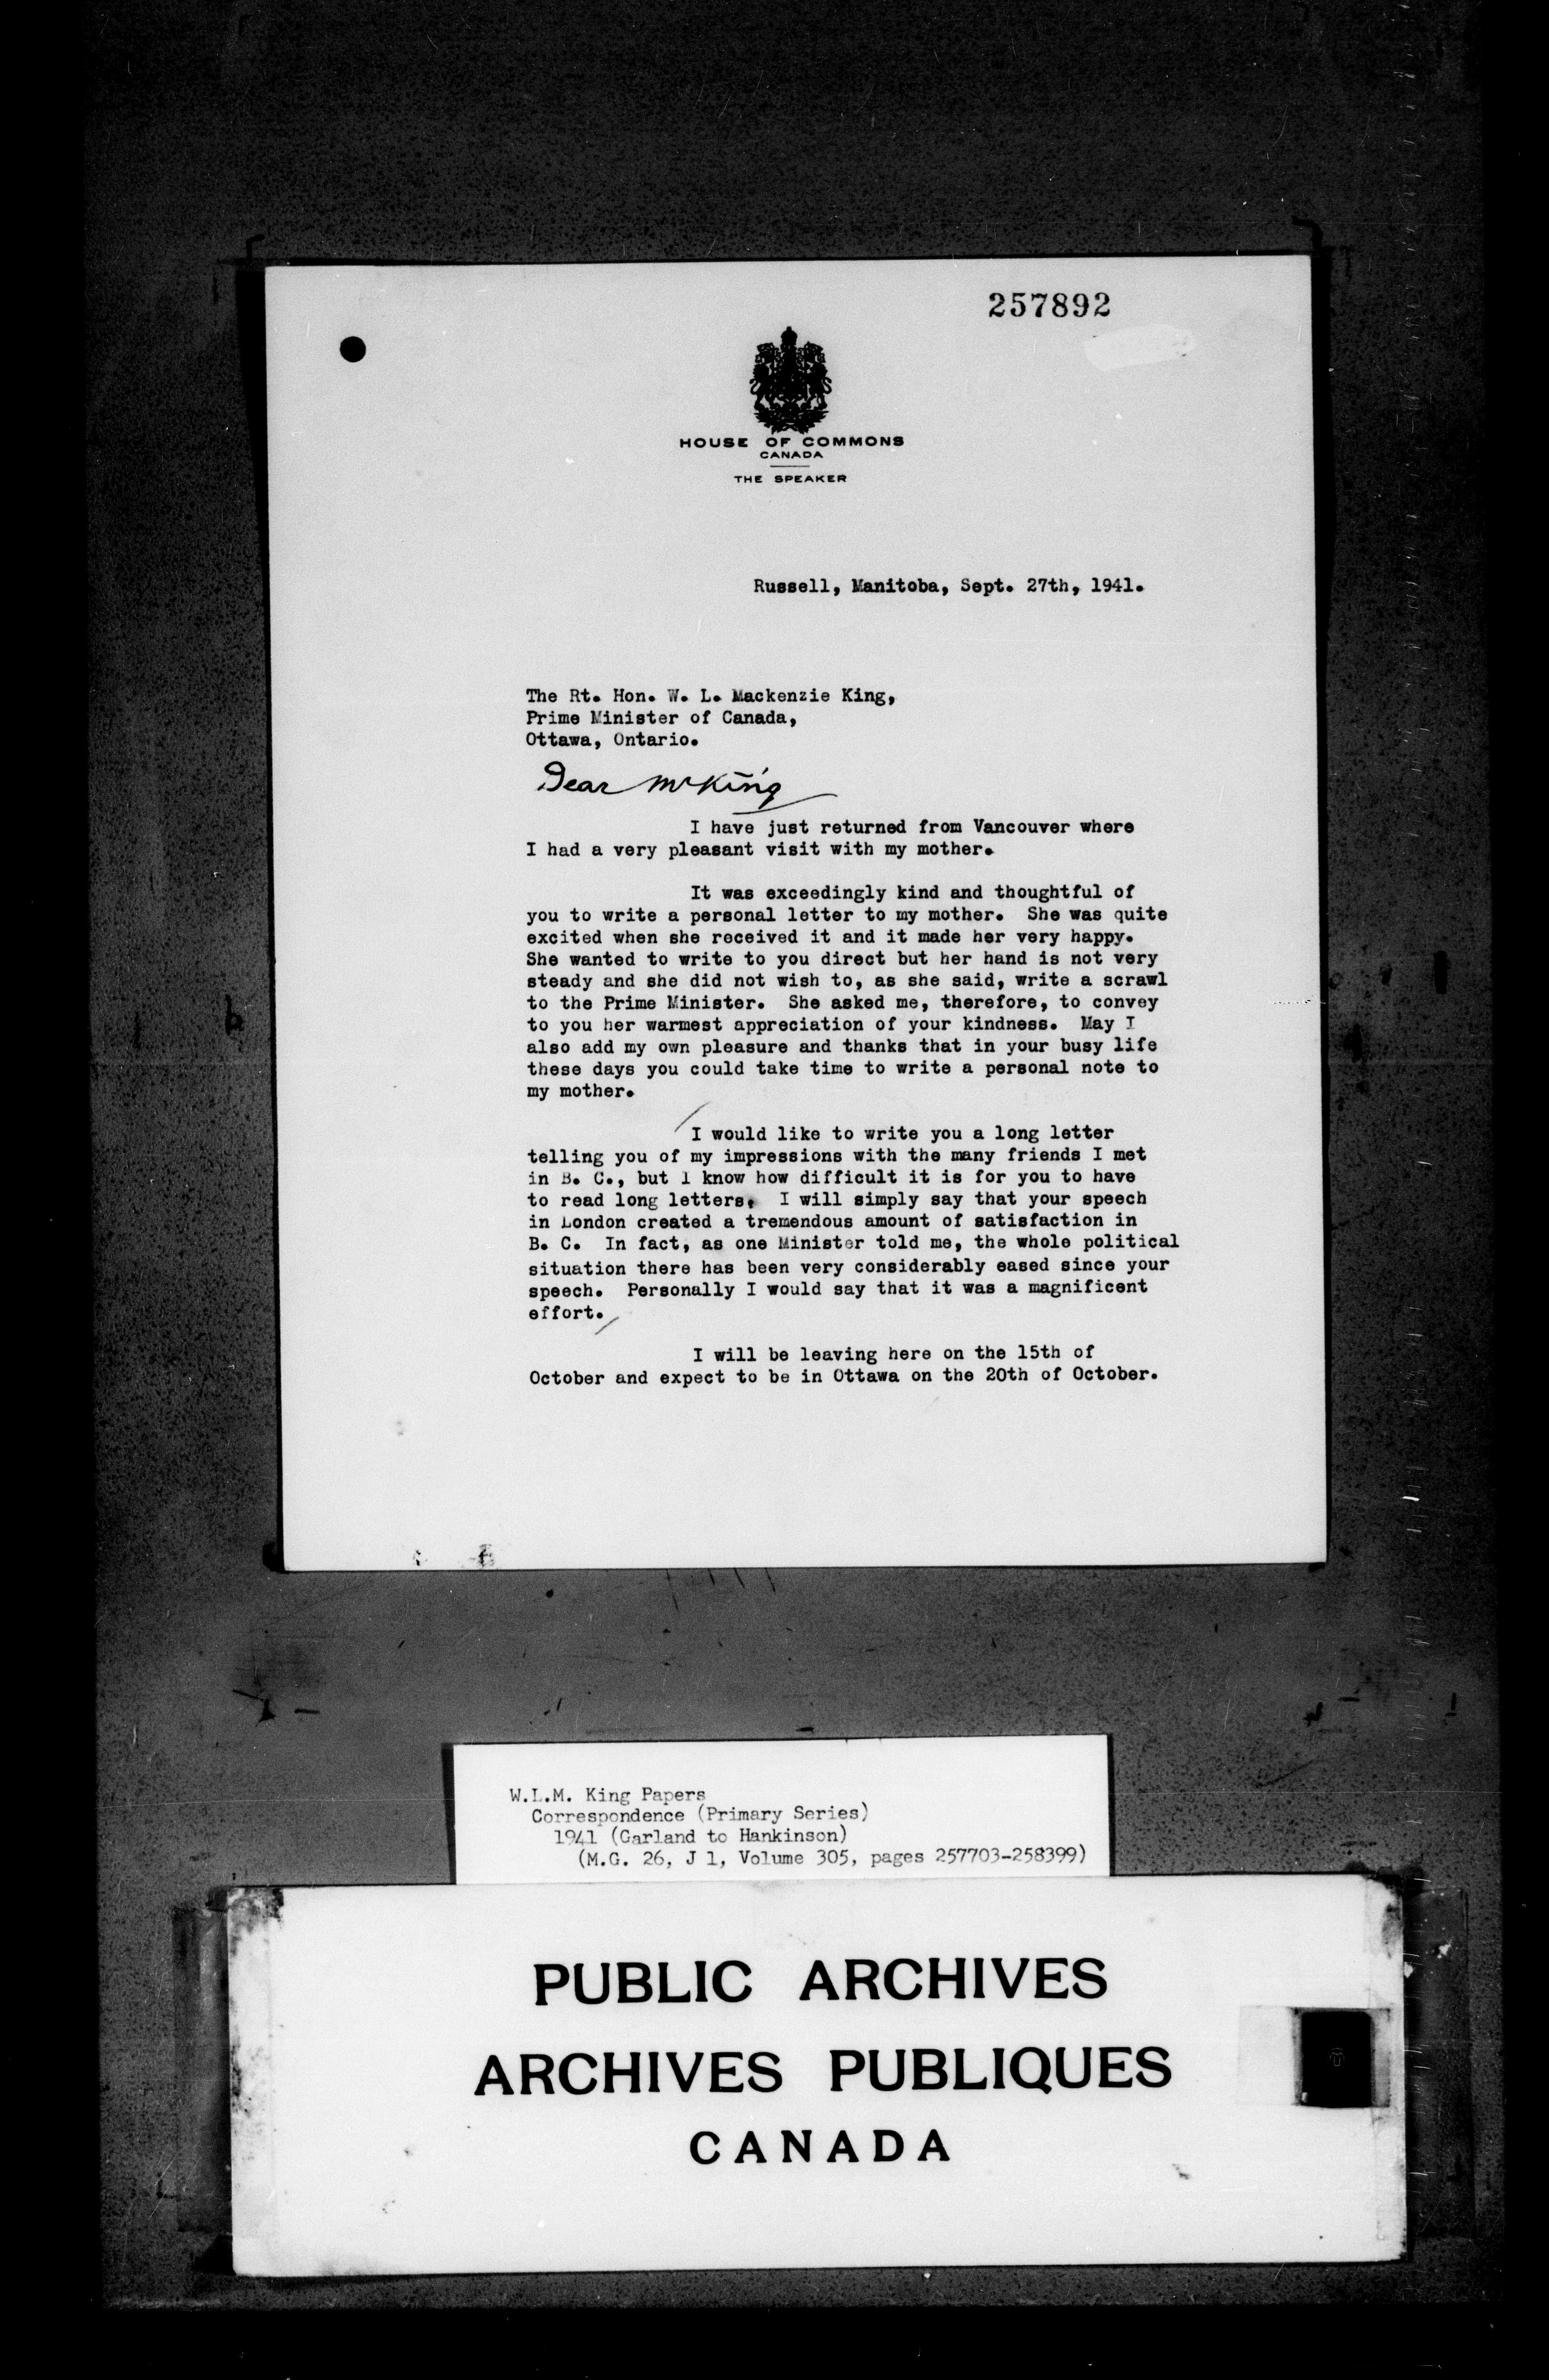 257892
HOUSE OF COMMONS
CANADA
THE SPEAKER
Russell, Manitoba, Sept. 27th, 1941.
The Rt. Hon. W. L. Mackenzie King,
Prime Minister of Canada,
Ottawa, Ontario.
Dear Mr King
I have just returned from Vancouver where
I had a very pleasant visit with my mother.
It was exceedingly kind and thoughtful of
you to write a personal letter to my mother. She was quite
excited when she received it and it made her very happy.
She wanted to write to you direct but her hand is not very
steady and she did not wish to, as she said, write a scrawl
to the Prime Minister. She asked me, therefore, to convey
to you her warmest appreciation of your kindness. May I
also add my own pleasure and thanks that in your busy life
these days you could take time to write a personal note to
my mother.
I would like to write you a long letter
telling you of my impressions with the many friends I met
in B. C., but I know how difficult it is for you to have
to read long letters. I will simply say that your speech
in London created a tremendous amount of satisfaction in
B. C. In fact, as one Minister told me, the whole political
situation there has been very considerably eased since your
speech. Personally I would say that it was a magnificent
effort.
I will be leaving here on the 15th of
October and expect to be in Ottawa on the 20th of October.
W.L.M. King Papers
Correspondence (Primary Series)
1941 (Garland to Hankinson)
(M.G. 26, J 1, Volume 305, pages 257703-258399)
PUBLIC ARCHIVES
ARCHIVES PUBLIQUES
CANADA